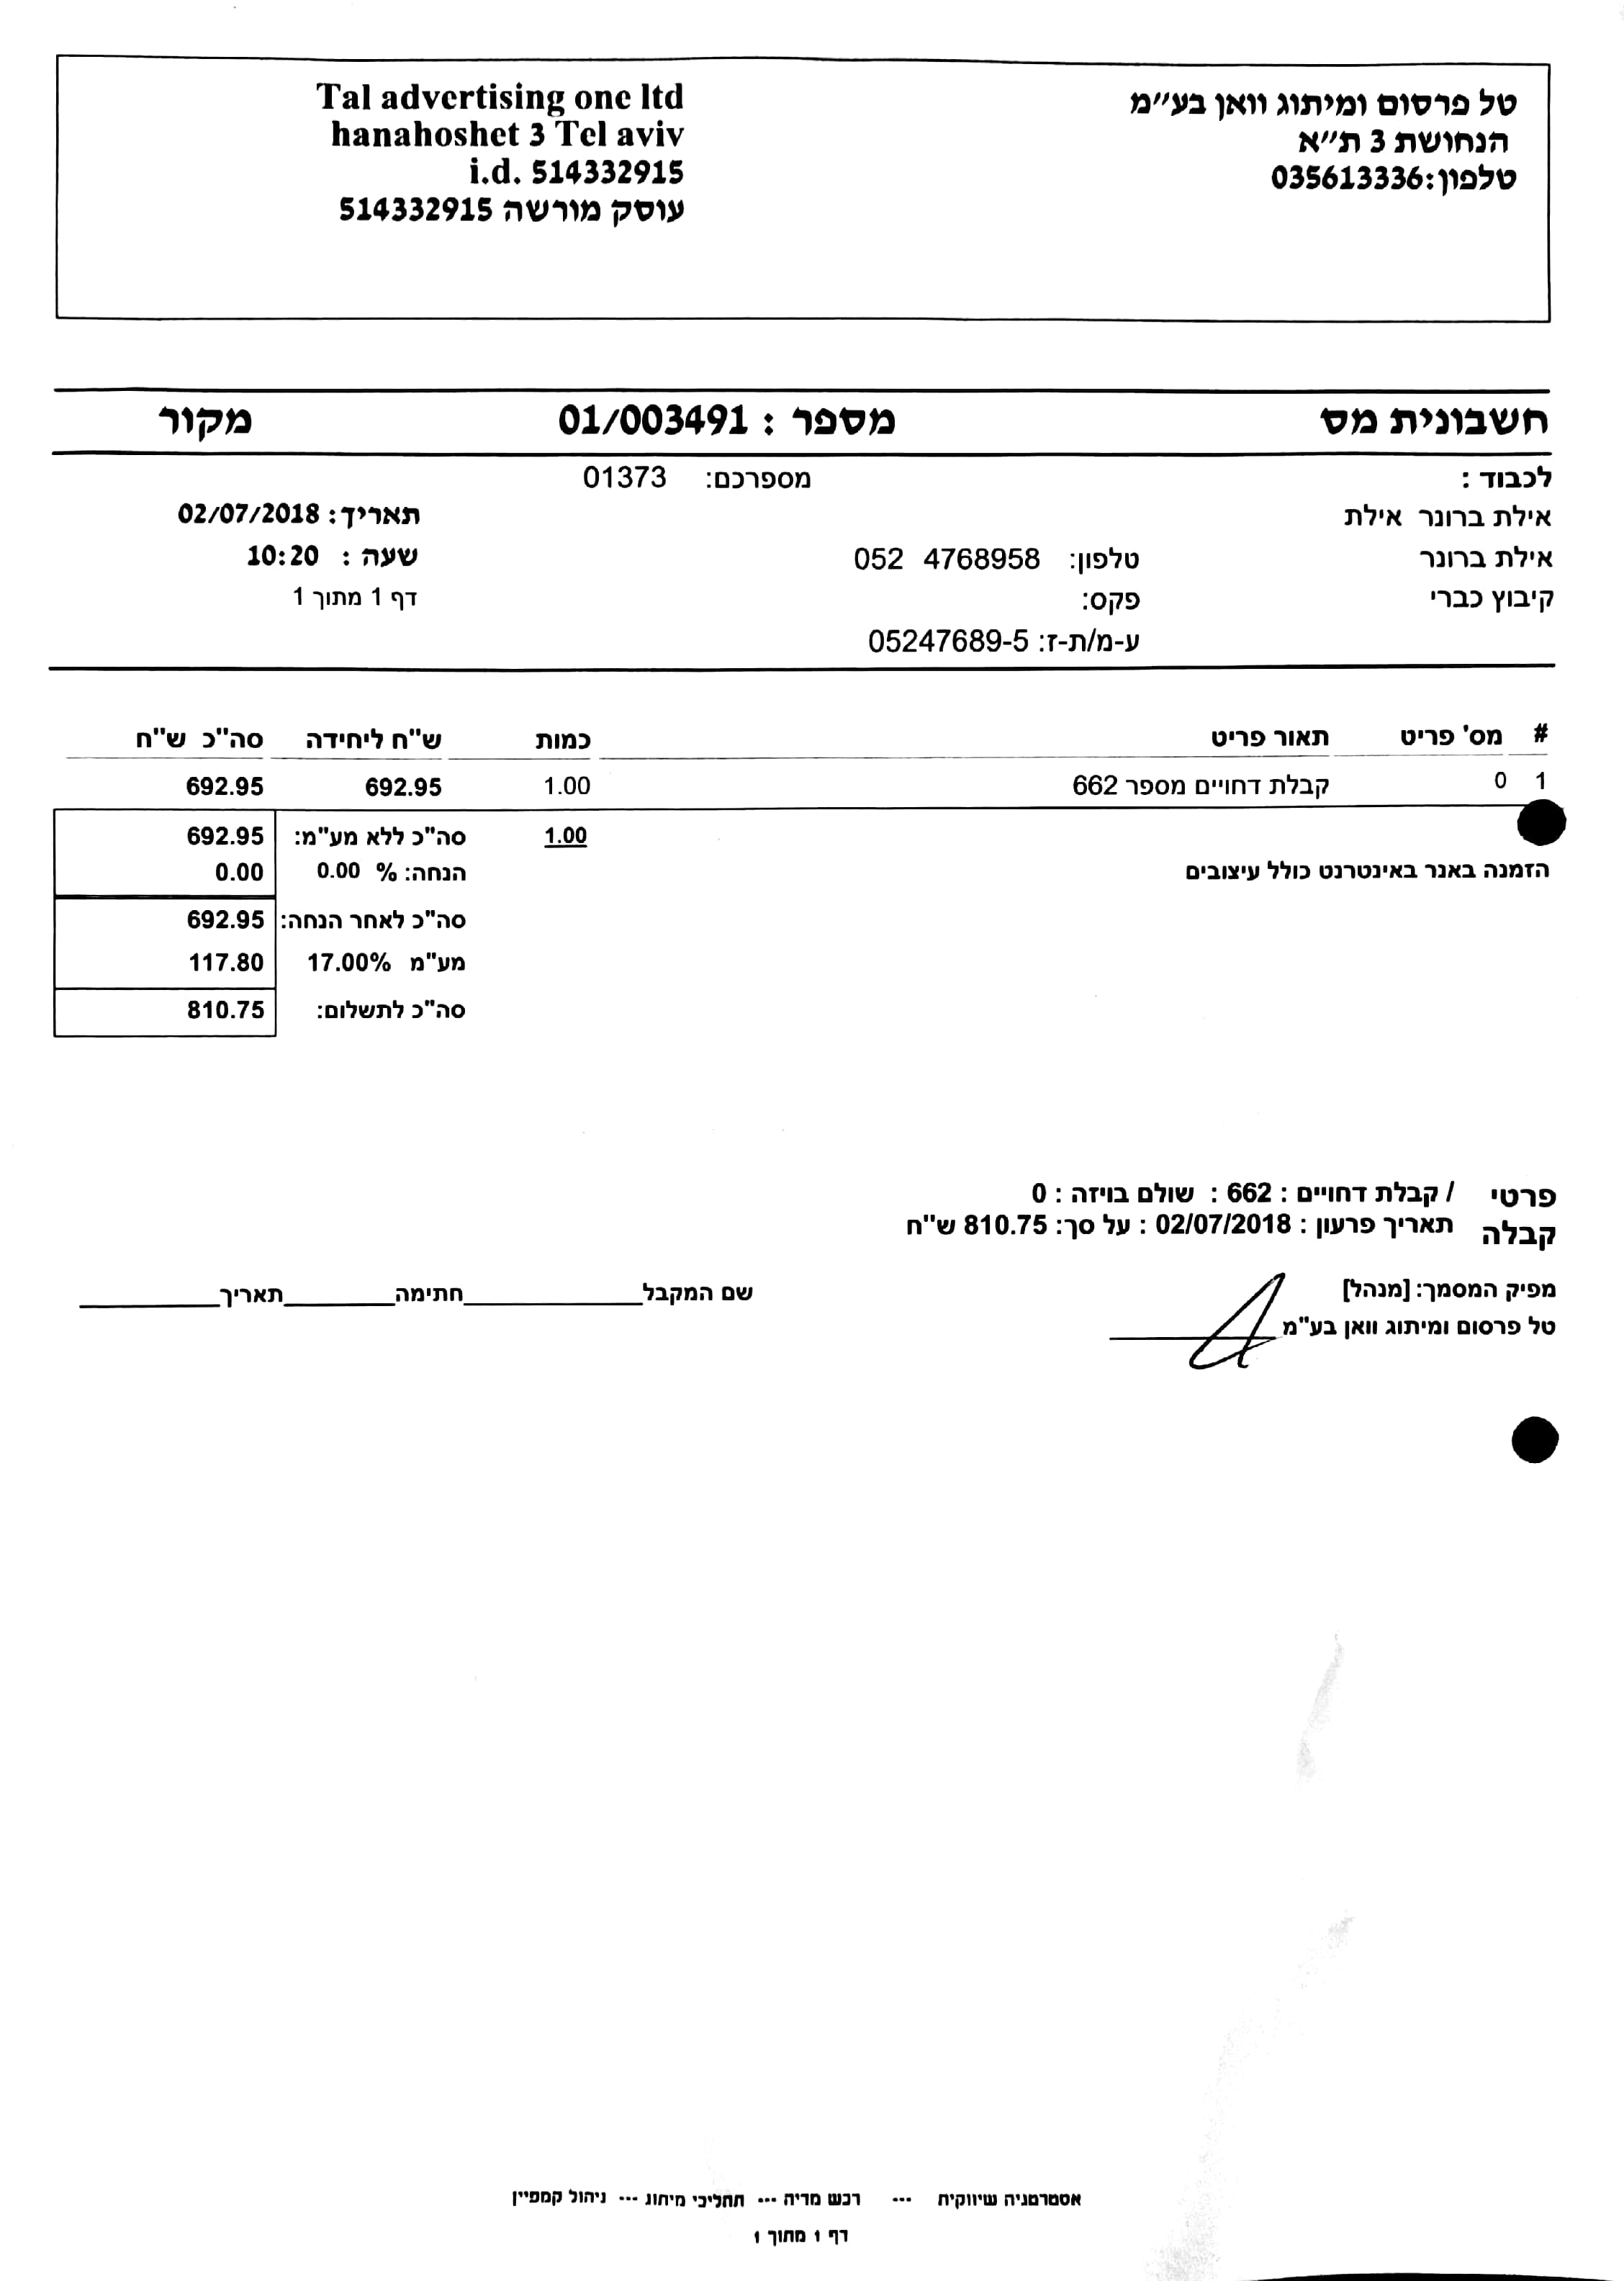 טל פרסום ומיתוג וואן בע"מ
הנחושת 3 ת"א
טלפון:035613336
Tal advertising one ltd
hanahoshet 3 Tel aviv
i.d. 514332915
עוסק מורשה 514332915
חשבונית מס מספר : 01/003491 מקור
לכבוד : מספרכם: 01373
אילת ברונר אילת תאריך: 02/07/2018
אילת ברונר טלפון: 052 4768958 שעה : 10:20
קיבוץ כברי פקס: דף 1 מתוך 1
ע-מ/ת-ז: 05247689-5
# מס' פריט תאור פריט כמות ש"ח ליחידה סה"כ ש"ח
1 0 קבלת דחויים מספר 662 1.00 692.95 692.95
1.00 סה"כ ללא מע"מ: 692.95
הזמנה באנר באינטרנט כולל עיצובים הנחה: % 0.00 0.00
סה"כ לאחר הנחה: 692.95
מע"מ 17.00% 117.80
סה"כ לתשלום: 810.75
פרטי / קבלת דחויים : 662 : שולם בויזה : 0
קבלה תאריך פרעון : 02/07/2018 : על סך: 810.75 ש"ח
מפיק המסמך: [מנהל] שם המקבל חתימה תאריך
טל פרסום ומיתוג וואן בע"מ
אסטרטגיה שיווקית --- רכש מדיה --- תהליכי מיתוג --- ניהול קמפיין
דף 1 מתוך 1